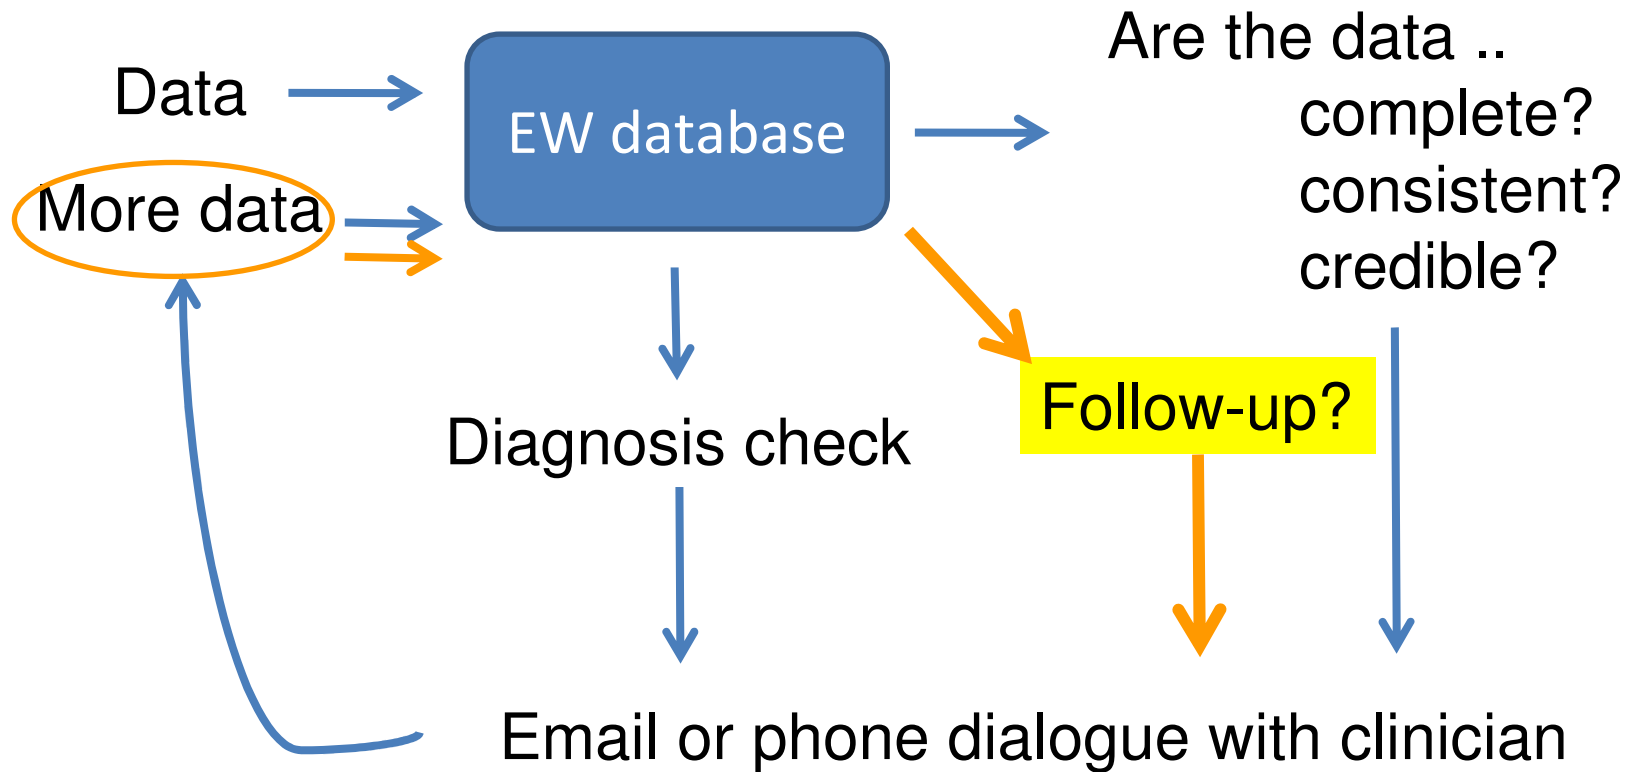 Data
More data
EW database
Are the data ..
complete?
consistent?
credible?
Diagnosis check
Follow-up?
Email or phone dialogue with clinician